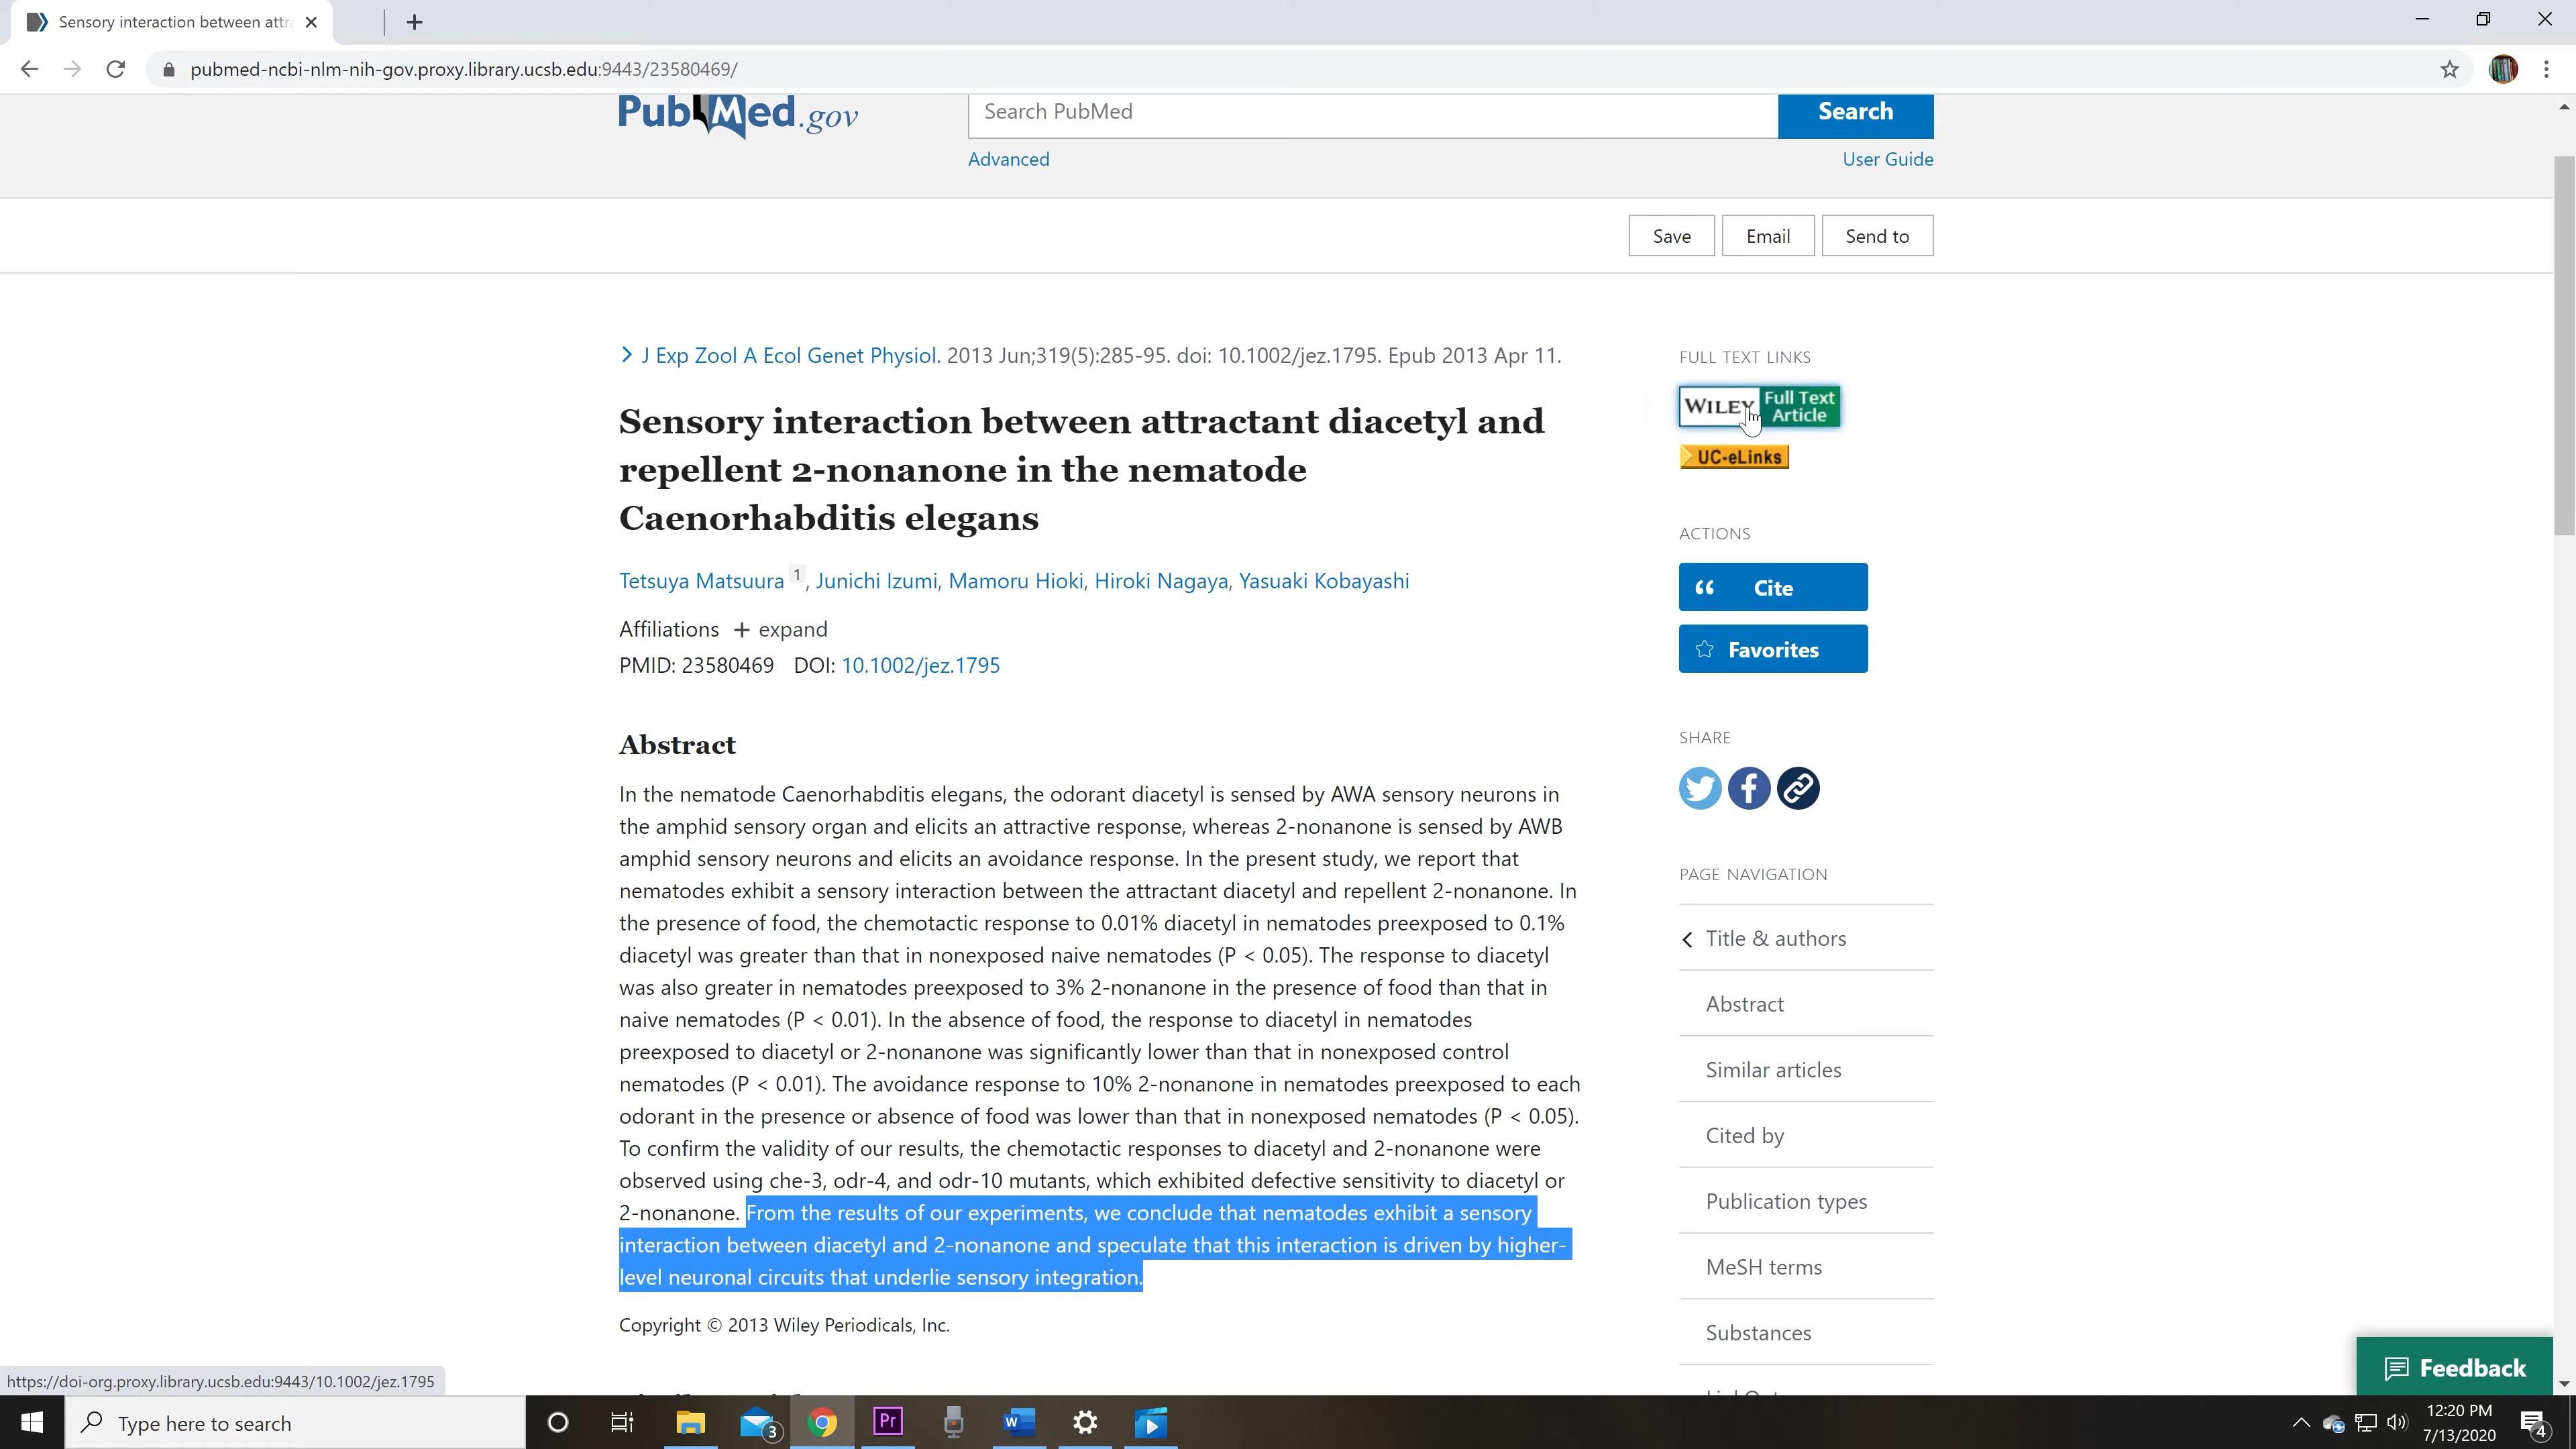 Sensory interaction between attra
pubmed-ncbi-nlm-nih-gov.proxy.library.ucsb.edu:9443/23580469/
PubMed.gov
Search PubMed
Search
Advanced
User Guide
Save
Email
Send to
J Exp Zool A Ecol Genet Physiol. 2013 Jun;319(5):285-95. doi: 10.1002/jez.1795. Epub 2013 Apr 11.
Sensory interaction between attractant diacetyl and
repellent 2-nonanone in the nematode
Caenorhabditis elegans
Tetsuya Matsuura 1, Junichi Izumi, Mamoru Hioki, Hiroki Nagaya, Yasuaki Kobayashi
Affiliations + expand
PMID: 23580469 DOI: 10.1002/jez.1795
Abstract
In the nematode Caenorhabditis elegans, the odorant diacetyl is sensed by AWA sensory neurons in
the amphid sensory organ and elicits an attractive response, whereas 2-nonanone is sensed by AWB
amphid sensory neurons and elicits an avoidance response. In the present study, we report that
nematodes exhibit a sensory interaction between the attractant diacetyl and repellent 2-nonanone. In
the presence of food, the chemotactic response to 0.01% diacetyl in nematodes preexposed to 0.1%
diacetyl was greater than that in nonexposed naive nematodes (P < 0.05). The response to diacetyl
was also greater in nematodes preexposed to 3% 2-nonanone in the presence of food than that in
naive nematodes (P < 0.01). In the absence of food, the response to diacetyl in nematodes
preexposed to diacetyl or 2-nonanone was significantly lower than that in nonexposed control
nematodes (P < 0.01). The avoidance response to 10% 2-nonanone in nematodes preexposed to each
odorant in the presence or absence of food was lower than that in nonexposed nematodes (P < 0.05).
To confirm the validity of our results, the chemotactic responses to diacetyl and 2-nonanone were
observed using che-3, odr-4, and odr-10 mutants, which exhibited defective sensitivity to diacetyl or
2-nonanone. From the results of our experiments, we conclude that nematodes exhibit a sensory
interaction between diacetyl and 2-nonanone and speculate that this interaction is driven by higher-
level neuronal circuits that underlie sensory integration.
Copyright © 2013 Wiley Periodicals, Inc.
FULL TEXT LINKS
WILEY Full Text
Article
UC-eLinks
ACTIONS
Cite
Favorites
SHARE
PAGE NAVIGATION
Title & authors
Abstract
Similar articles
Cited by
Publication types
MeSH terms
Substances
Feedback
https://doi-org.proxy.library.ucsb.edu:9443/10.1002/jez.1795
Type here to search
3
Pr
W
12:20 PM
7/13/2020
4